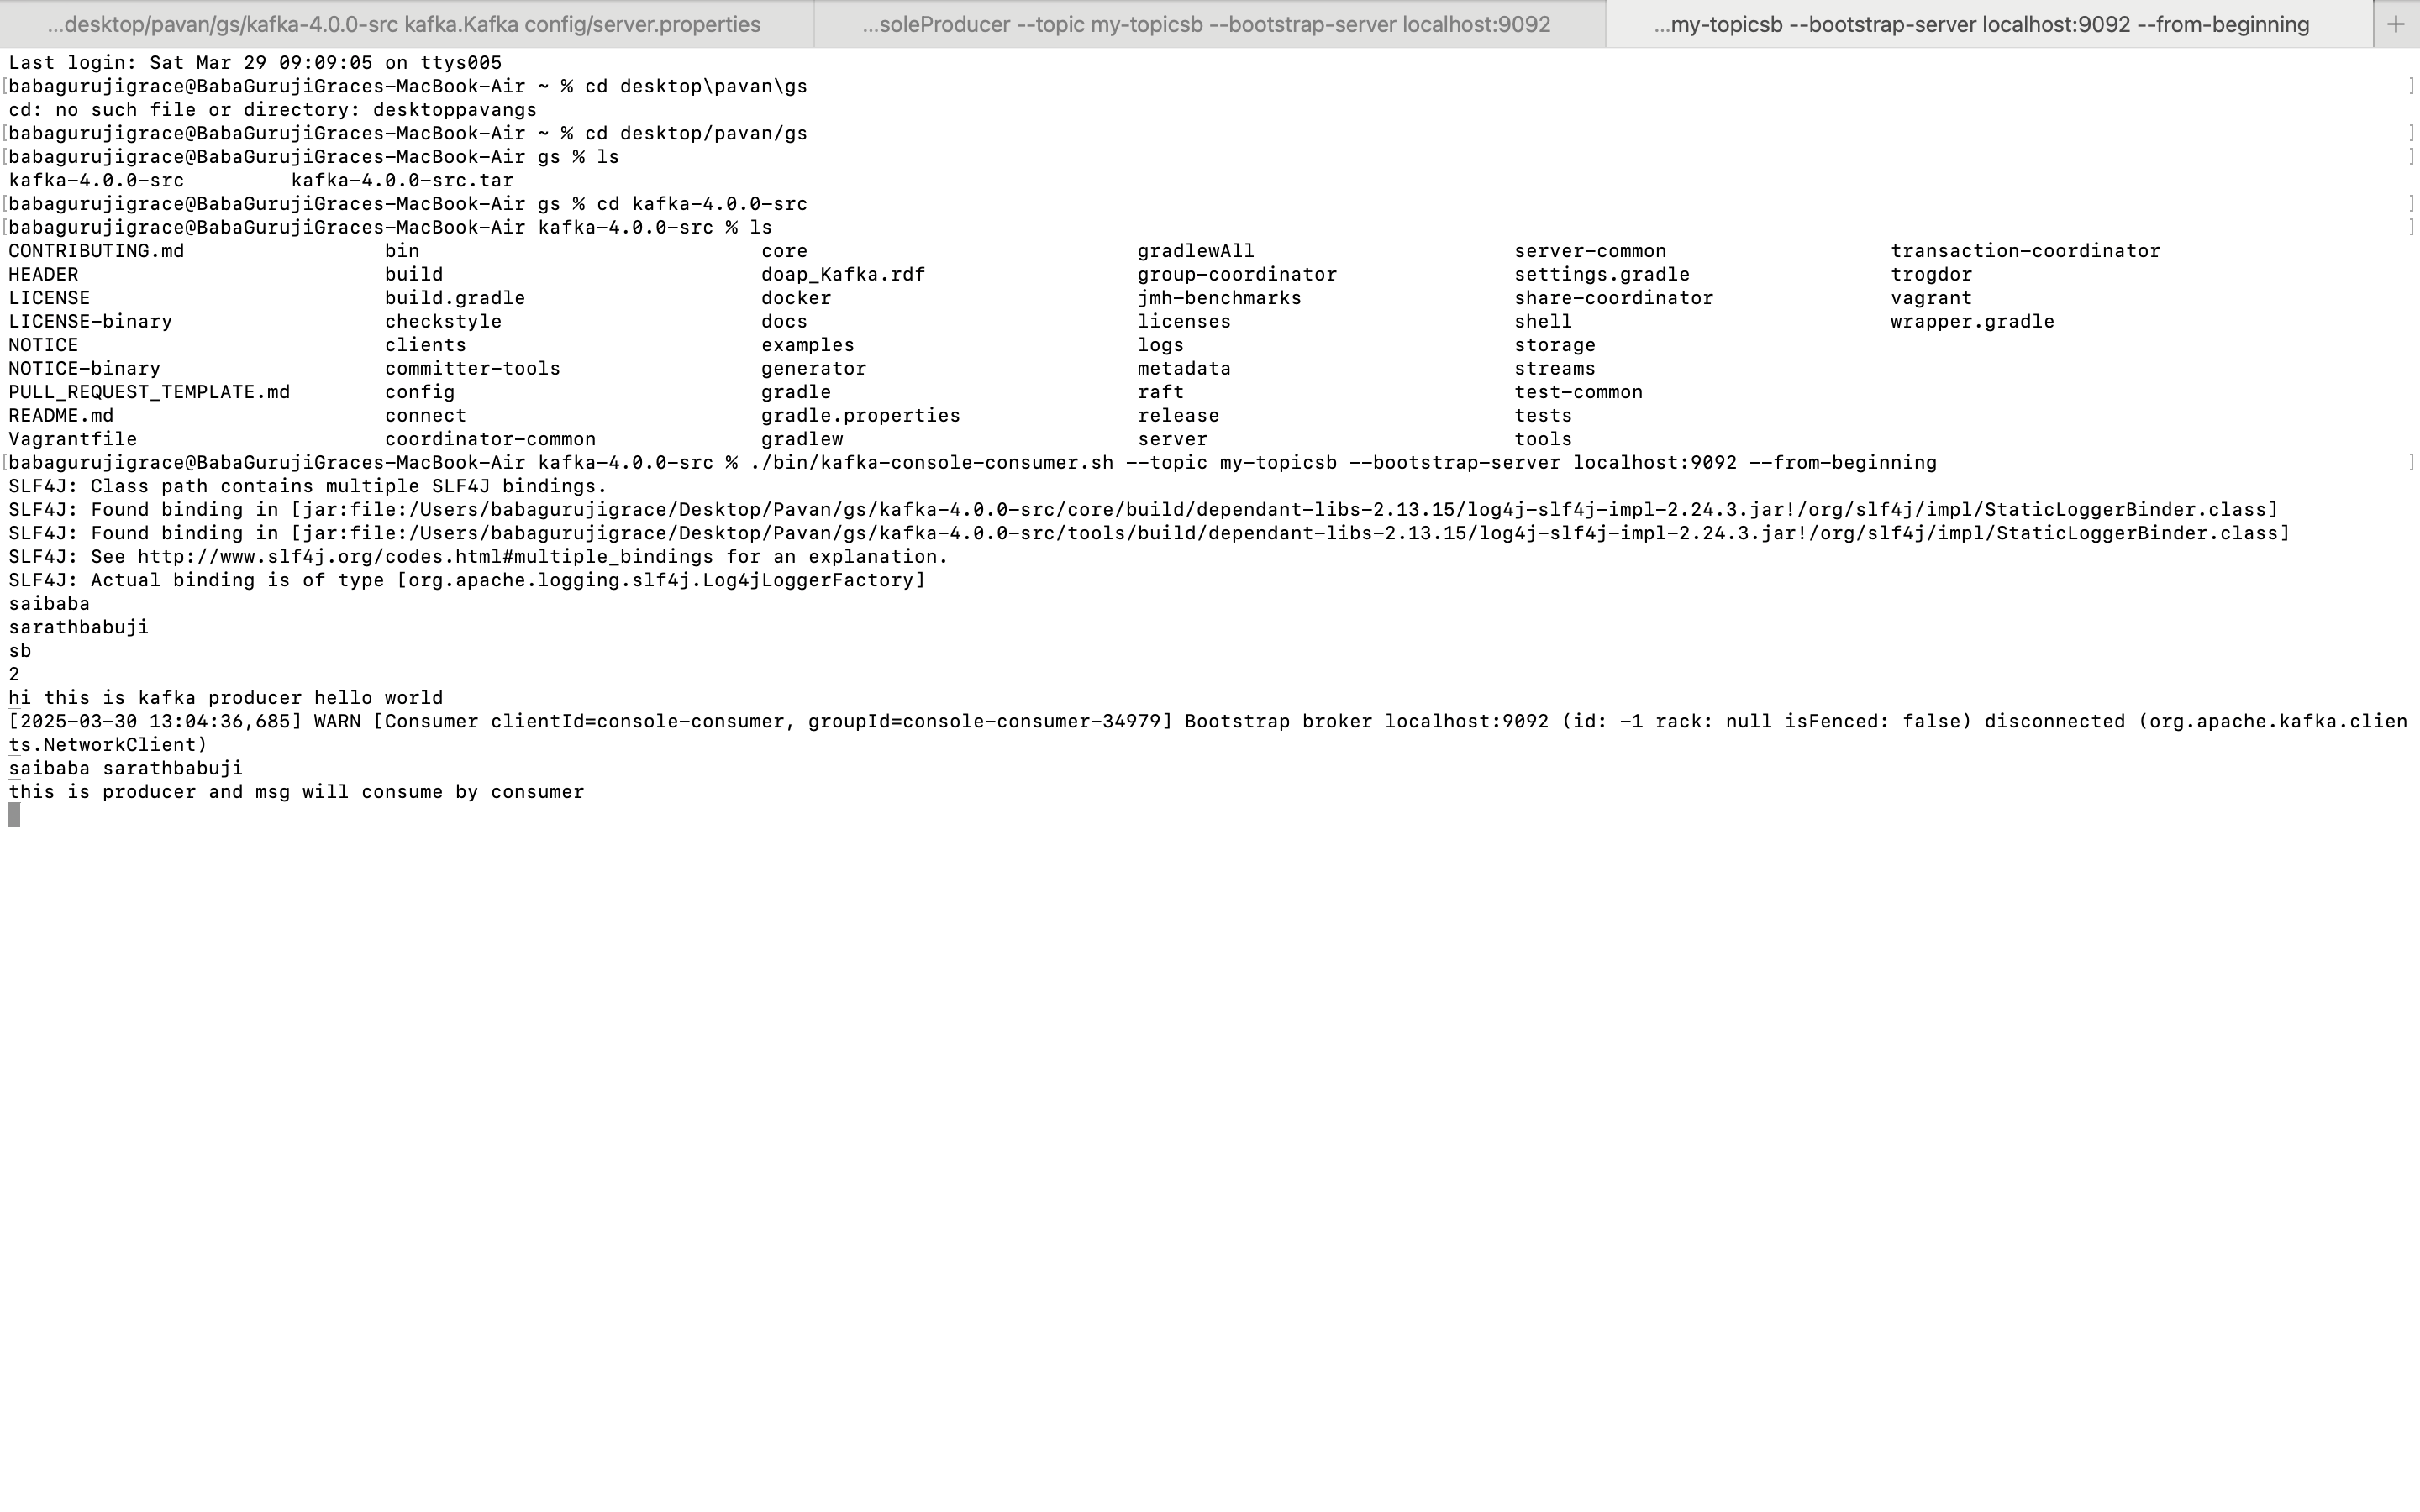 ...desktop/pavan/gs/kafka-4.0.0-src kafka.Kafka config/server.properties ...soleProducer --topic my-topicsb --bootstrap-server localhost:9092 ...my-topicsb --bootstrap-server localhost:9092 --from-beginning +
Last login: Sat Mar 29 09:09:05 on ttys005
[babagurujigrace@BabaGurujiGraces-MacBook-Air ~ % cd desktop\pavan\gs ]
cd: no such file or directory: desktoppavangs
[babagurujigrace@BabaGurujiGraces-MacBook-Air ~ % cd desktop/pavan/gs ]
[babagurujigrace@BabaGurujiGraces-MacBook-Air gs % ls ]
kafka-4.0.0-src kafka-4.0.0-src.tar
[babagurujigrace@BabaGurujiGraces-MacBook-Air gs % cd kafka-4.0.0-src ]
[babagurujigrace@BabaGurujiGraces-MacBook-Air kafka-4.0.0-src % ls ]
CONTRIBUTING.md bin core gradlewAll server-common transaction-coordinator
HEADER build doap_Kafka.rdf group-coordinator settings.gradle trogdor
LICENSE build.gradle docker jmh-benchmarks share-coordinator vagrant
LICENSE-binary checkstyle docs licenses shell wrapper.gradle
NOTICE clients examples logs storage
NOTICE-binary committer-tools generator metadata streams
PULL_REQUEST_TEMPLATE.md config gradle raft test-common
README.md connect gradle.properties release tests
Vagrantfile coordinator-common gradlew server tools
[babagurujigrace@BabaGurujiGraces-MacBook-Air kafka-4.0.0-src % ./bin/kafka-console-consumer.sh --topic my-topicsb --bootstrap-server localhost:9092 --from-beginning ]
SLF4J: Class path contains multiple SLF4J bindings.
SLF4J: Found binding in [jar:file:/Users/babagurujigrace/Desktop/Pavan/gs/kafka-4.0.0-src/core/build/dependant-libs-2.13.15/log4j-slf4j-impl-2.24.3.jar!/org/slf4j/impl/StaticLoggerBinder.class]
SLF4J: Found binding in [jar:file:/Users/babagurujigrace/Desktop/Pavan/gs/kafka-4.0.0-src/tools/build/dependant-libs-2.13.15/log4j-slf4j-impl-2.24.3.jar!/org/slf4j/impl/StaticLoggerBinder.class]
SLF4J: See http://www.slf4j.org/codes.html#multiple_bindings for an explanation.
SLF4J: Actual binding is of type [org.apache.logging.slf4j.Log4jLoggerFactory]
saibaba
sarathbabuji
sb
2
hi this is kafka producer hello world
[2025-03-30 13:04:36,685] WARN [Consumer clientId=console-consumer, groupId=console-consumer-34979] Bootstrap broker localhost:9092 (id: -1 rack: null isFenced: false) disconnected (org.apache.kafka.clien
ts.NetworkClient)
saibaba sarathbabuji
this is producer and msg will consume by consumer